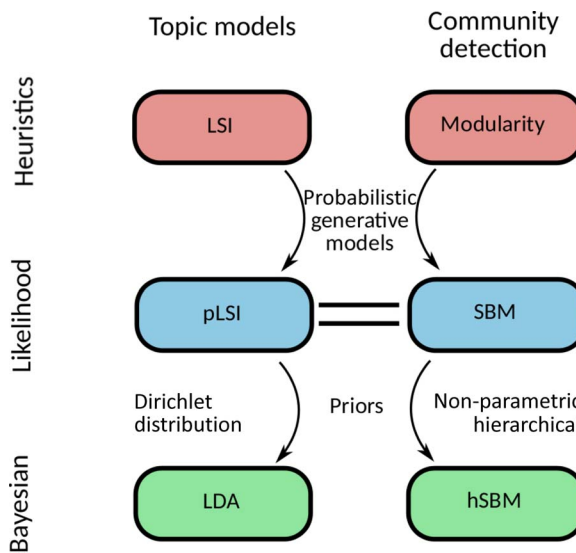 Topic models
Community
detection
Heuristics
LSI
Modularity
Probabilistic
generative
models
Likelihood
pLSI
SBM
Dirichlet
distribution
Priors
Non-parametric
hierarchica
Bayesian
LDA
hSBM